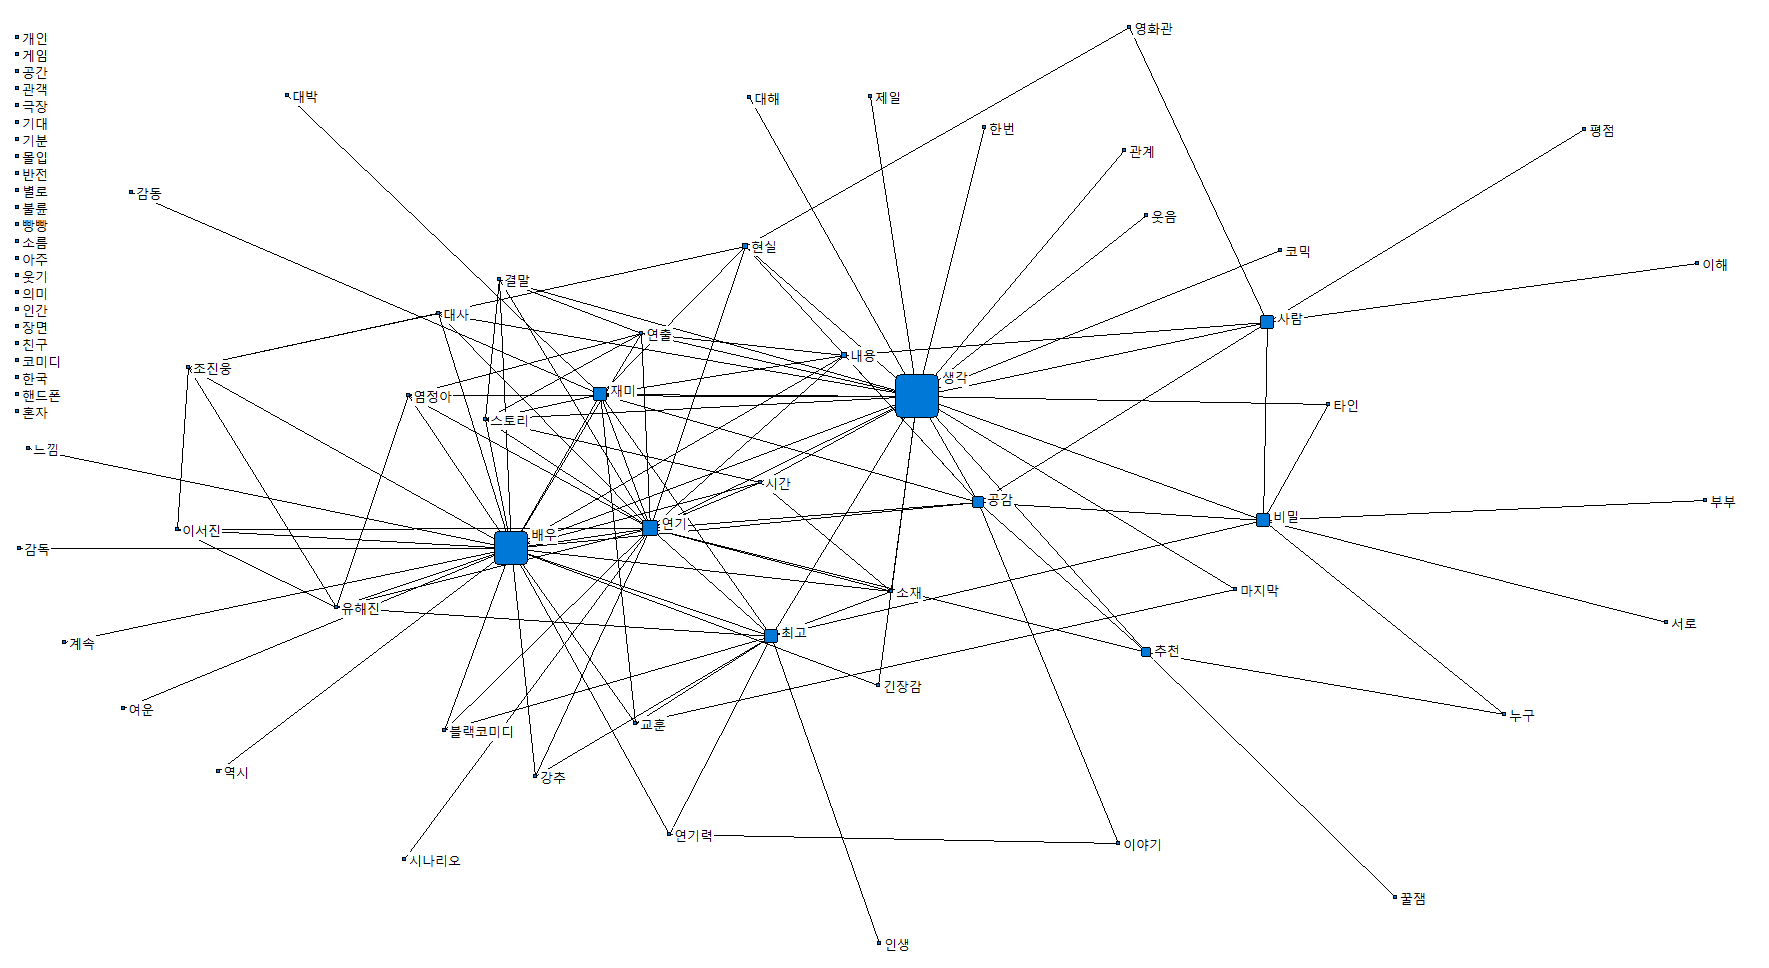 개인
게임
공간
관객
극장
기대
기분
몰입
반전
별로
불륜
빵빵
소름
아주
웃기
의미
인간
장면
친구
코미디
한국
핸드폰
혼자
영화관
대박
대해
제일
한번
관계
평점
감동
웃음
현실
코믹
이해
결말
대사
연출
사람
내용
조진웅
생각
재미
염정아
타인
스토리
느낌
시간
공감
부부
비밀
연기
이서진
배우
감독
마지막
소재
유해진
서로
최고
계속
추천
긴장감
여운
누구
교훈
블랙코미디
역시
강추
연기력
이야기
시나리오
꿀잼
인생